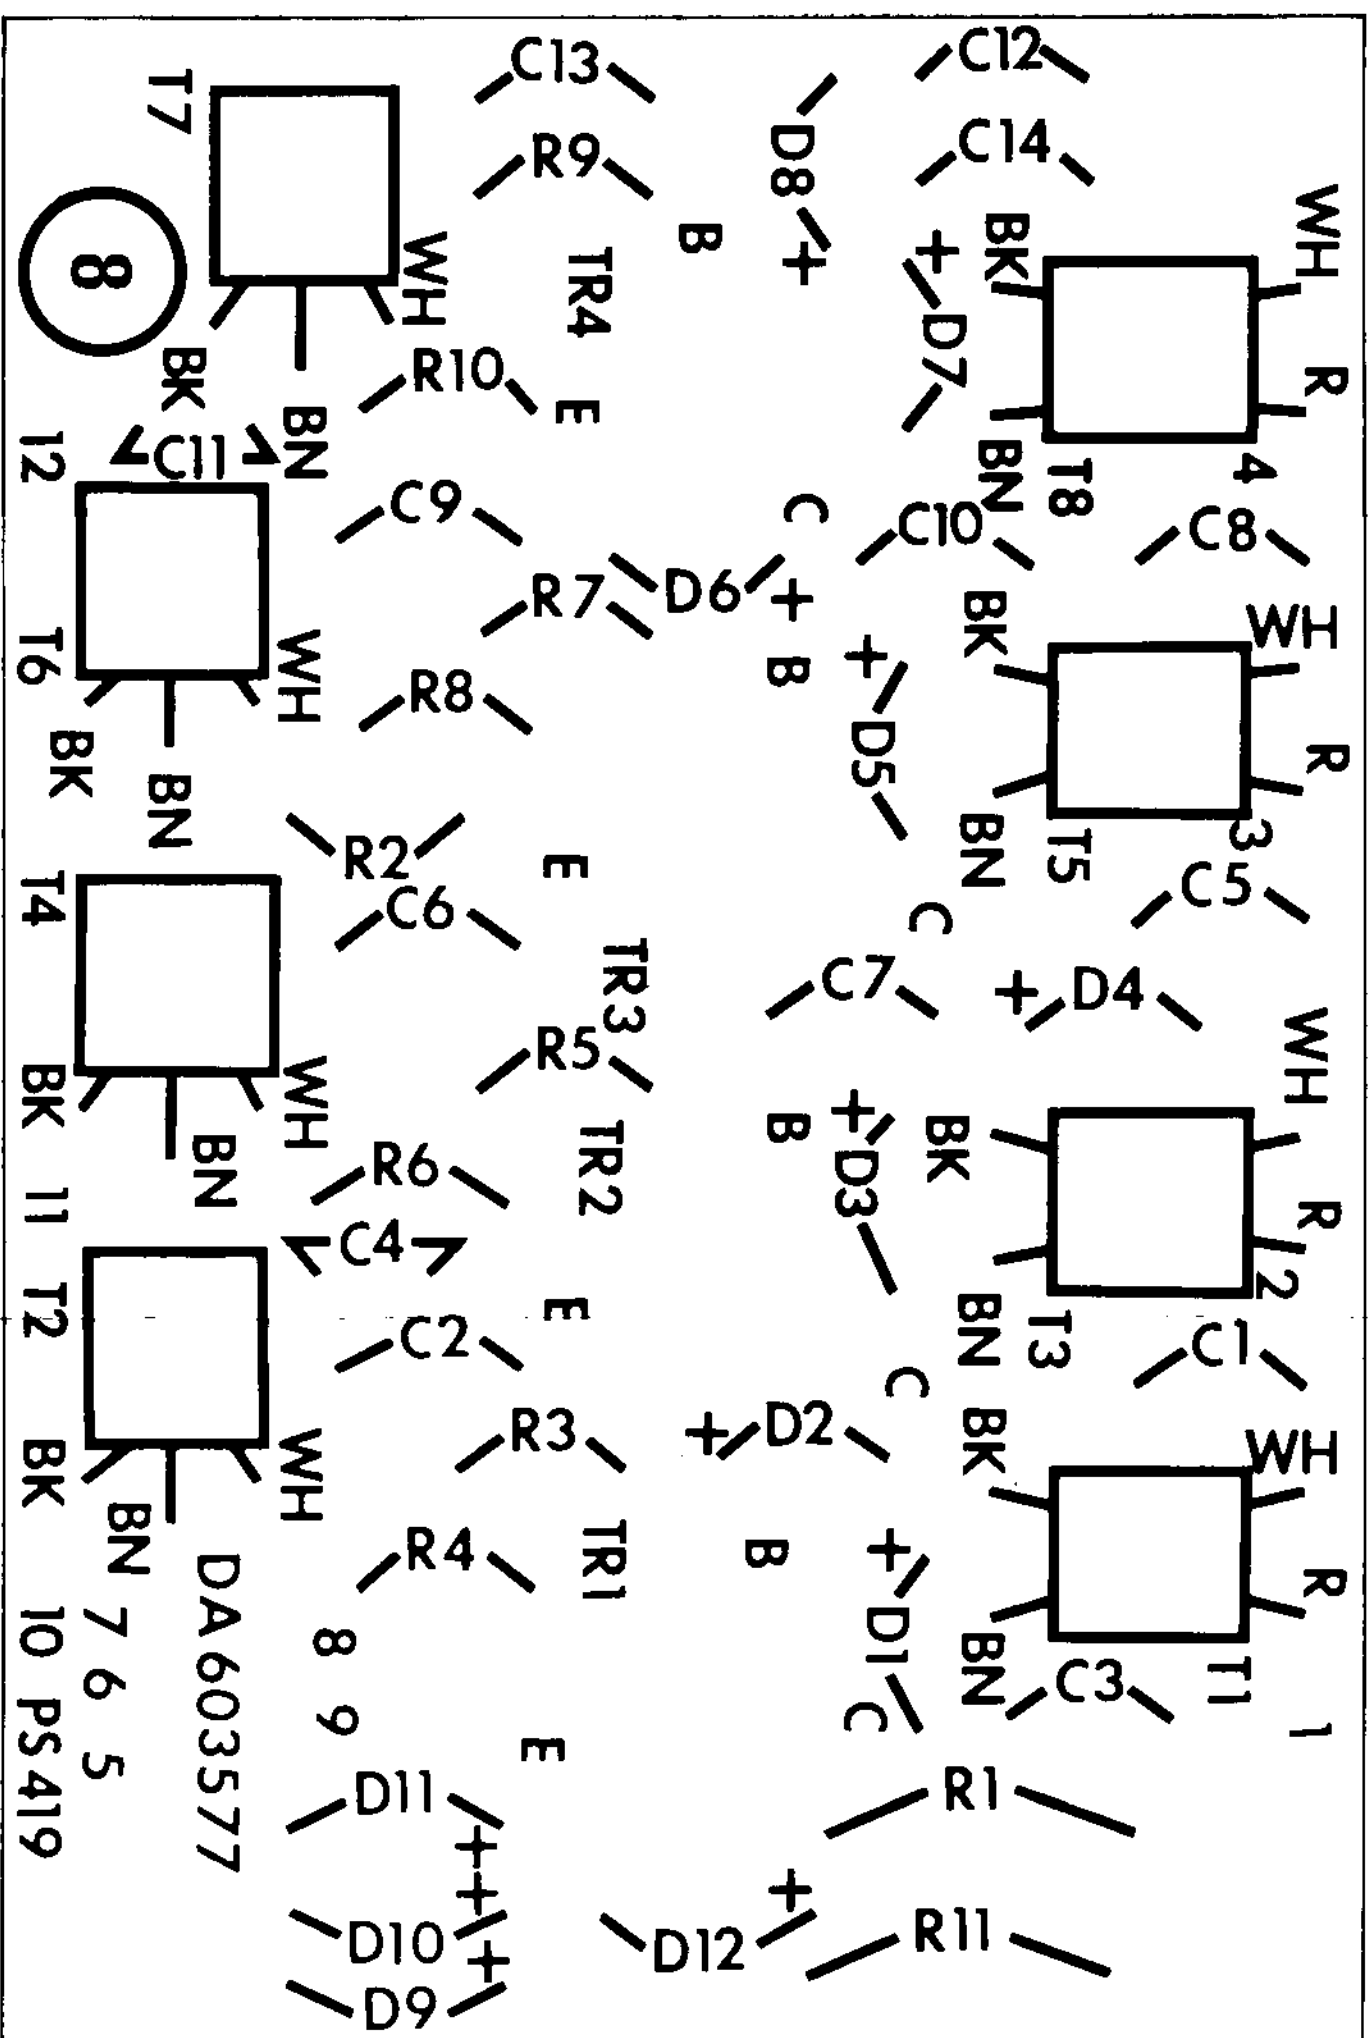 C13
C12
T7
R9
D8
C14
WH
BK
B
+
+
WH
TR4
8
D7
R
BK
R10
E
BN
12
C11
BN
T8
4
C9
C
C10
C8
R7
D6
+
BK
WH
T6
WH
B
+
R8
D5
R
BK
BN
R2
E
BN
T5
3
T4
C6
C
C5
TR3
C7
+
D4
R5
WH
BK
WH
BN
TR2
B
+
BK
R6
D3
11
R
C4
2
T2
C2
E
BN
T3
C1
C
R3
+
D2
BK
WH
BK
WH
BN
R4
TR1
B
+
R
DA 603577
10 PS419
7 6 5
8
9
D1
BN
C3
T1
1
C
E
D11
R1
+
+
+
D10
D12
R11
+
D9